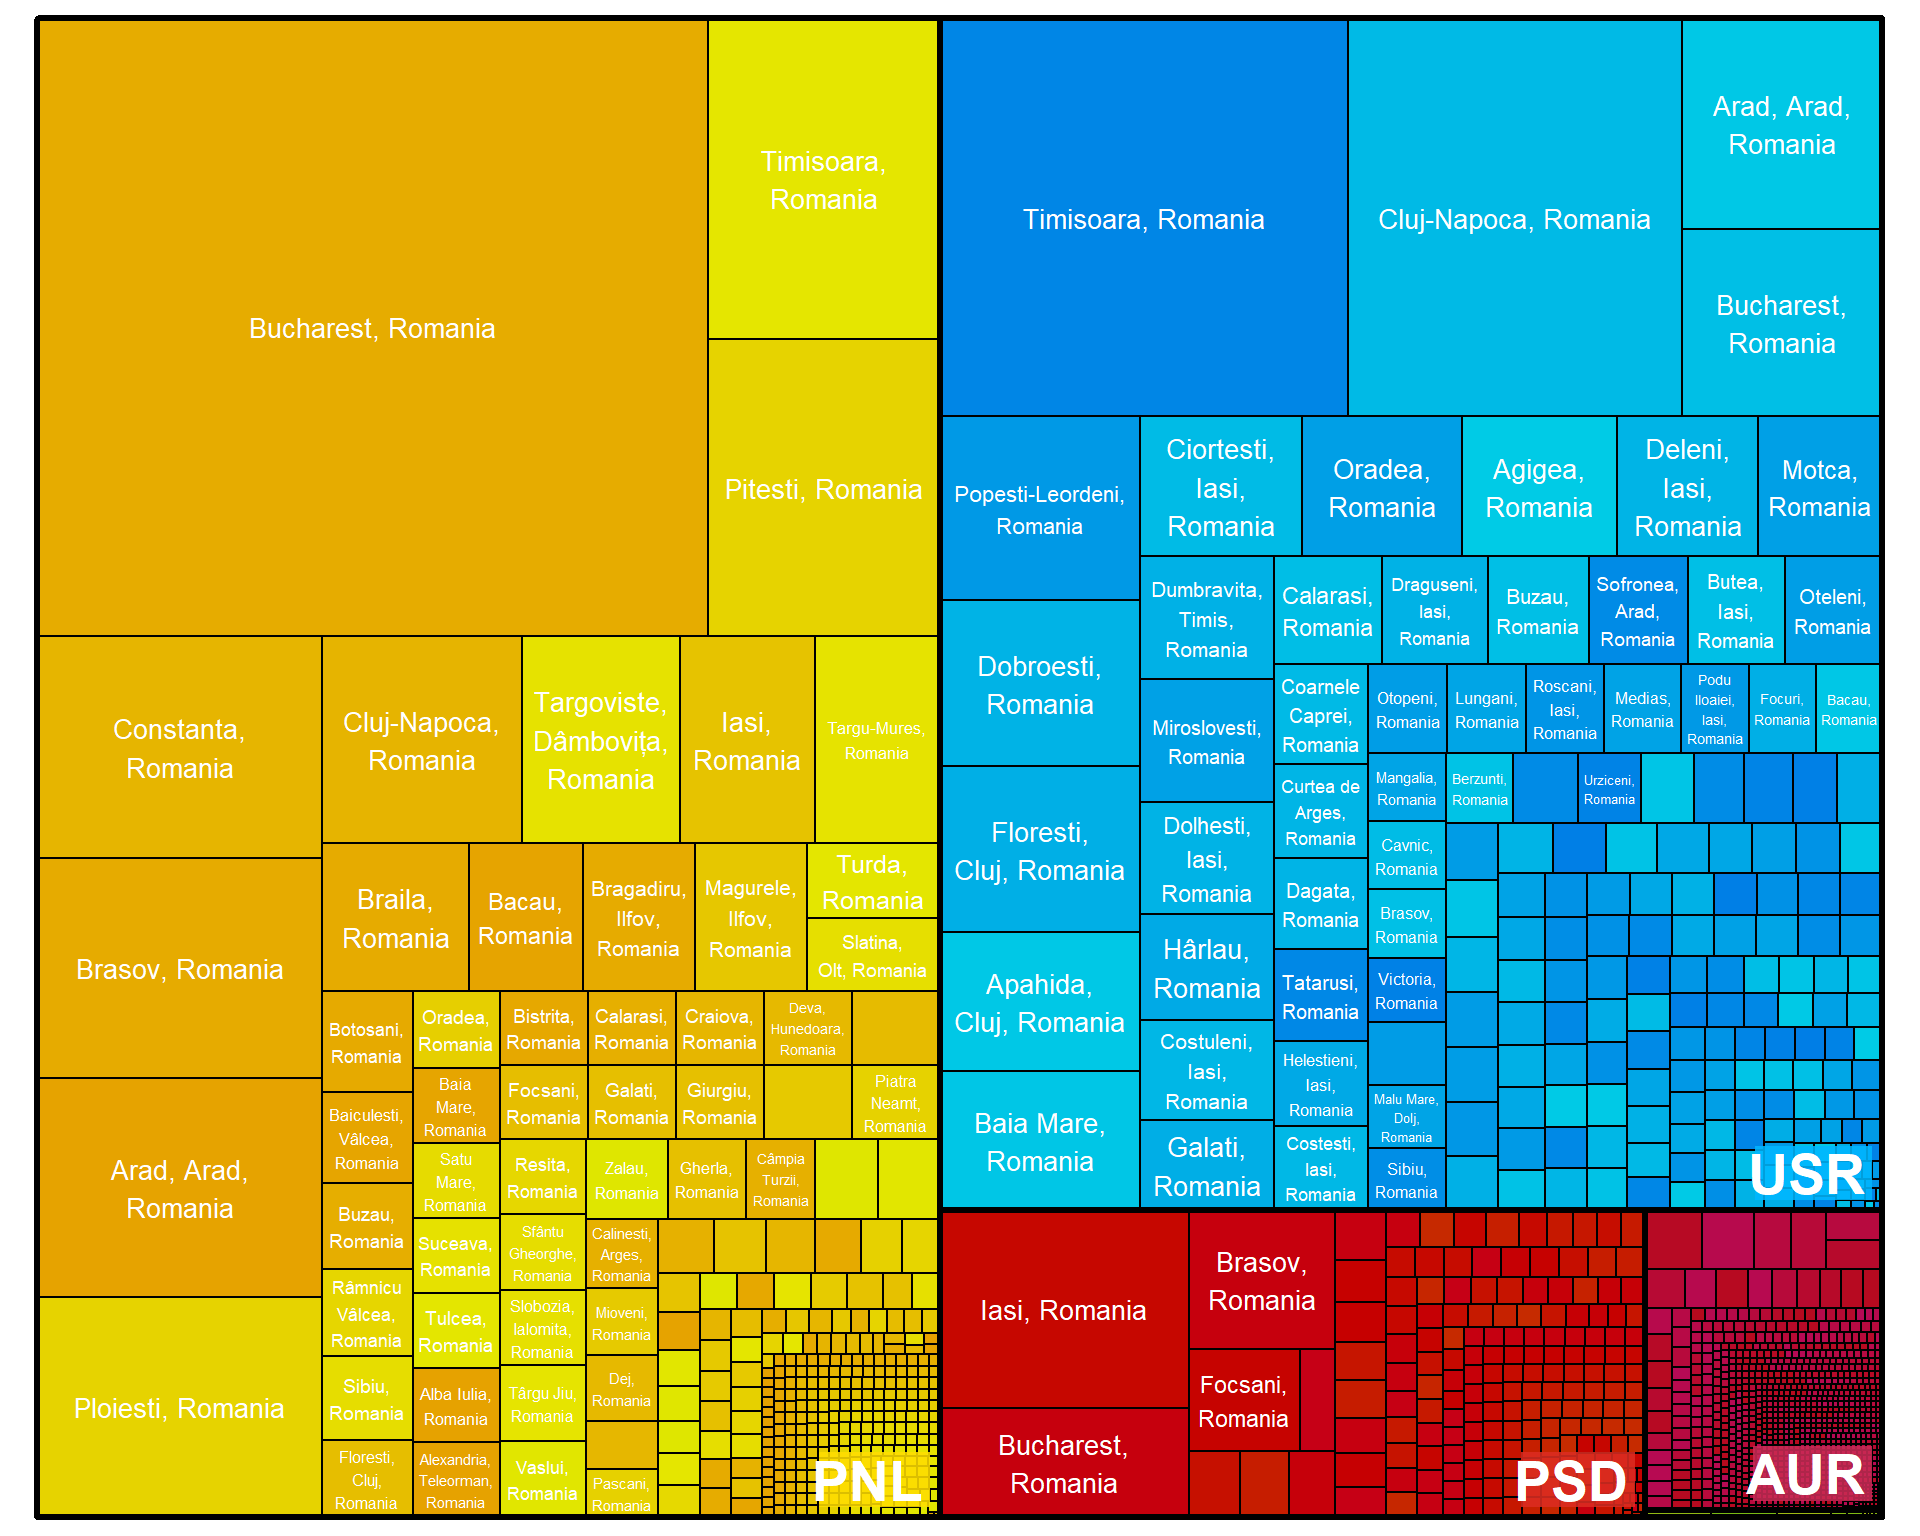 Bucharest, Romania
Timisoara,
Romania
Pitesti, Romania
Constanta,
Romania
Brasov, Romania
Arad, Arad,
Romania
Ploiesti, Romania
Cluj-Napoca,
Romania
Targoviste,
Dâmbovița,
Romania
Iasi,
Romania
Targu-Mures,
Romania
Braila,
Romania
Bacau,
Romania
Bragadiru,
Ilfov,
Romania
Magurele,
Ilfov,
Romania
Turda,
Romania
Slatina,
Olt, Romania
Botosani,
Romania
Baiculesti,
Vâlcea,
Romania
Buzau,
Romania
Râmnicu
Vâlcea,
Romania
Sibiu,
Romania
Floresti,
Cluj,
Romania
Oradea,
Romania
Baia
Mare,
Romania
Satu
Mare,
Romania
Suceava,
Romania
Tulcea,
Romania
Alba Iulia,
Romania
Alexandria,
Teleorman,
Romania
Bistrita,
Romania
Calarasi,
Romania
Craiova,
Romania
Deva,
Hunedoara,
Romania
Focsani,
Romania
Galati,
Romania
Giurgiu,
Romania
Piatra
Neamt,
Romania
Resita,
Romania
Sfântu
Gheorghe,
Romania
Slobozia,
Ialomita,
Romania
Târgu Jiu,
Romania
Vaslui,
Romania
Zalau,
Romania
Gherla,
Romania
Câmpia
Turzii,
Romania
Calinesti,
Arges,
Romania
Mioveni,
Romania
Dej,
Romania
Pascani,
Romania
PNL
Timisoara, Romania
Cluj-Napoca, Romania
Arad, Arad,
Romania
Bucharest,
Romania
Popesti-Leordeni,
Romania
Dobroesti,
Romania
Floresti,
Cluj, Romania
Apahida,
Cluj, Romania
Baia Mare,
Romania
Ciortesti,
Iasi,
Romania
Oradea,
Romania
Agigea,
Romania
Deleni,
Iasi,
Romania
Motca,
Romania
Dumbravita,
Timis,
Romania
Miroslovesti,
Romania
Dolhesti,
Iasi,
Romania
Hârlau,
Romania
Costuleni,
Iasi,
Romania
Galati,
Romania
Calarasi,
Romania
Draguseni,
Iasi,
Romania
Buzau,
Romania
Sofronea,
Arad,
Romania
Butea,
Iasi,
Romania
Oteleni,
Romania
Coarnele
Caprei,
Romania
Curtea de
Arges,
Romania
Dagata,
Romania
Tatarusi,
Romania
Helestieni,
Iasi,
Romania
Costesti,
Iasi,
Romania
Otopeni,
Romania
Lungani,
Romania
Roscani,
Iasi,
Romania
Medias,
Romania
Podu
Iloaiei,
Iasi,
Romania
Focuri,
Romania
Bacau,
Romania
Mangalia,
Romania
Berzunti,
Romania
Urziceni,
Romania
Cavnic,
Romania
Brasov,
Romania
Victoria,
Romania
Malu Mare,
Dolj,
Romania
Sibiu,
Romania
USR
Iasi, Romania
Bucharest,
Romania
Brasov,
Romania
Focsani,
Romania
PSD
AUR